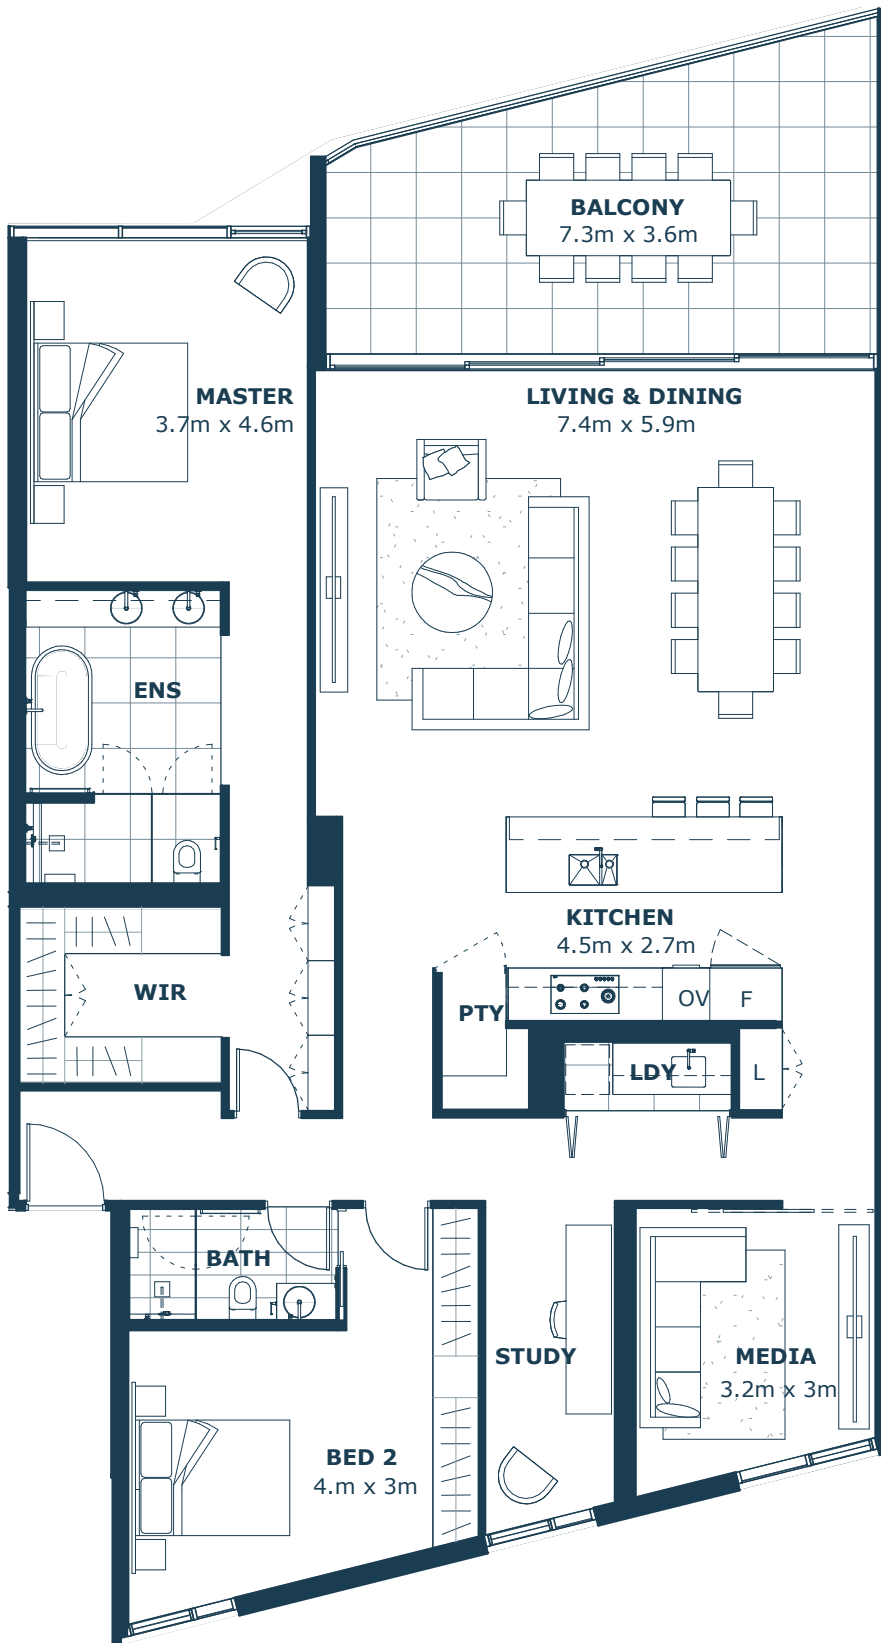 BALCONY
7.3m x 3.6m
MASTER
3.7m x 4.6m
LIVING & DINING
7.4m x 5.9m
ENS
KITCHEN
4.5m x 2.7m
WIR
PTY
OV
F
LDY
L
BATH
STUDY
MEDIA
3.2m x 3m
BED 2
4.m x 3m